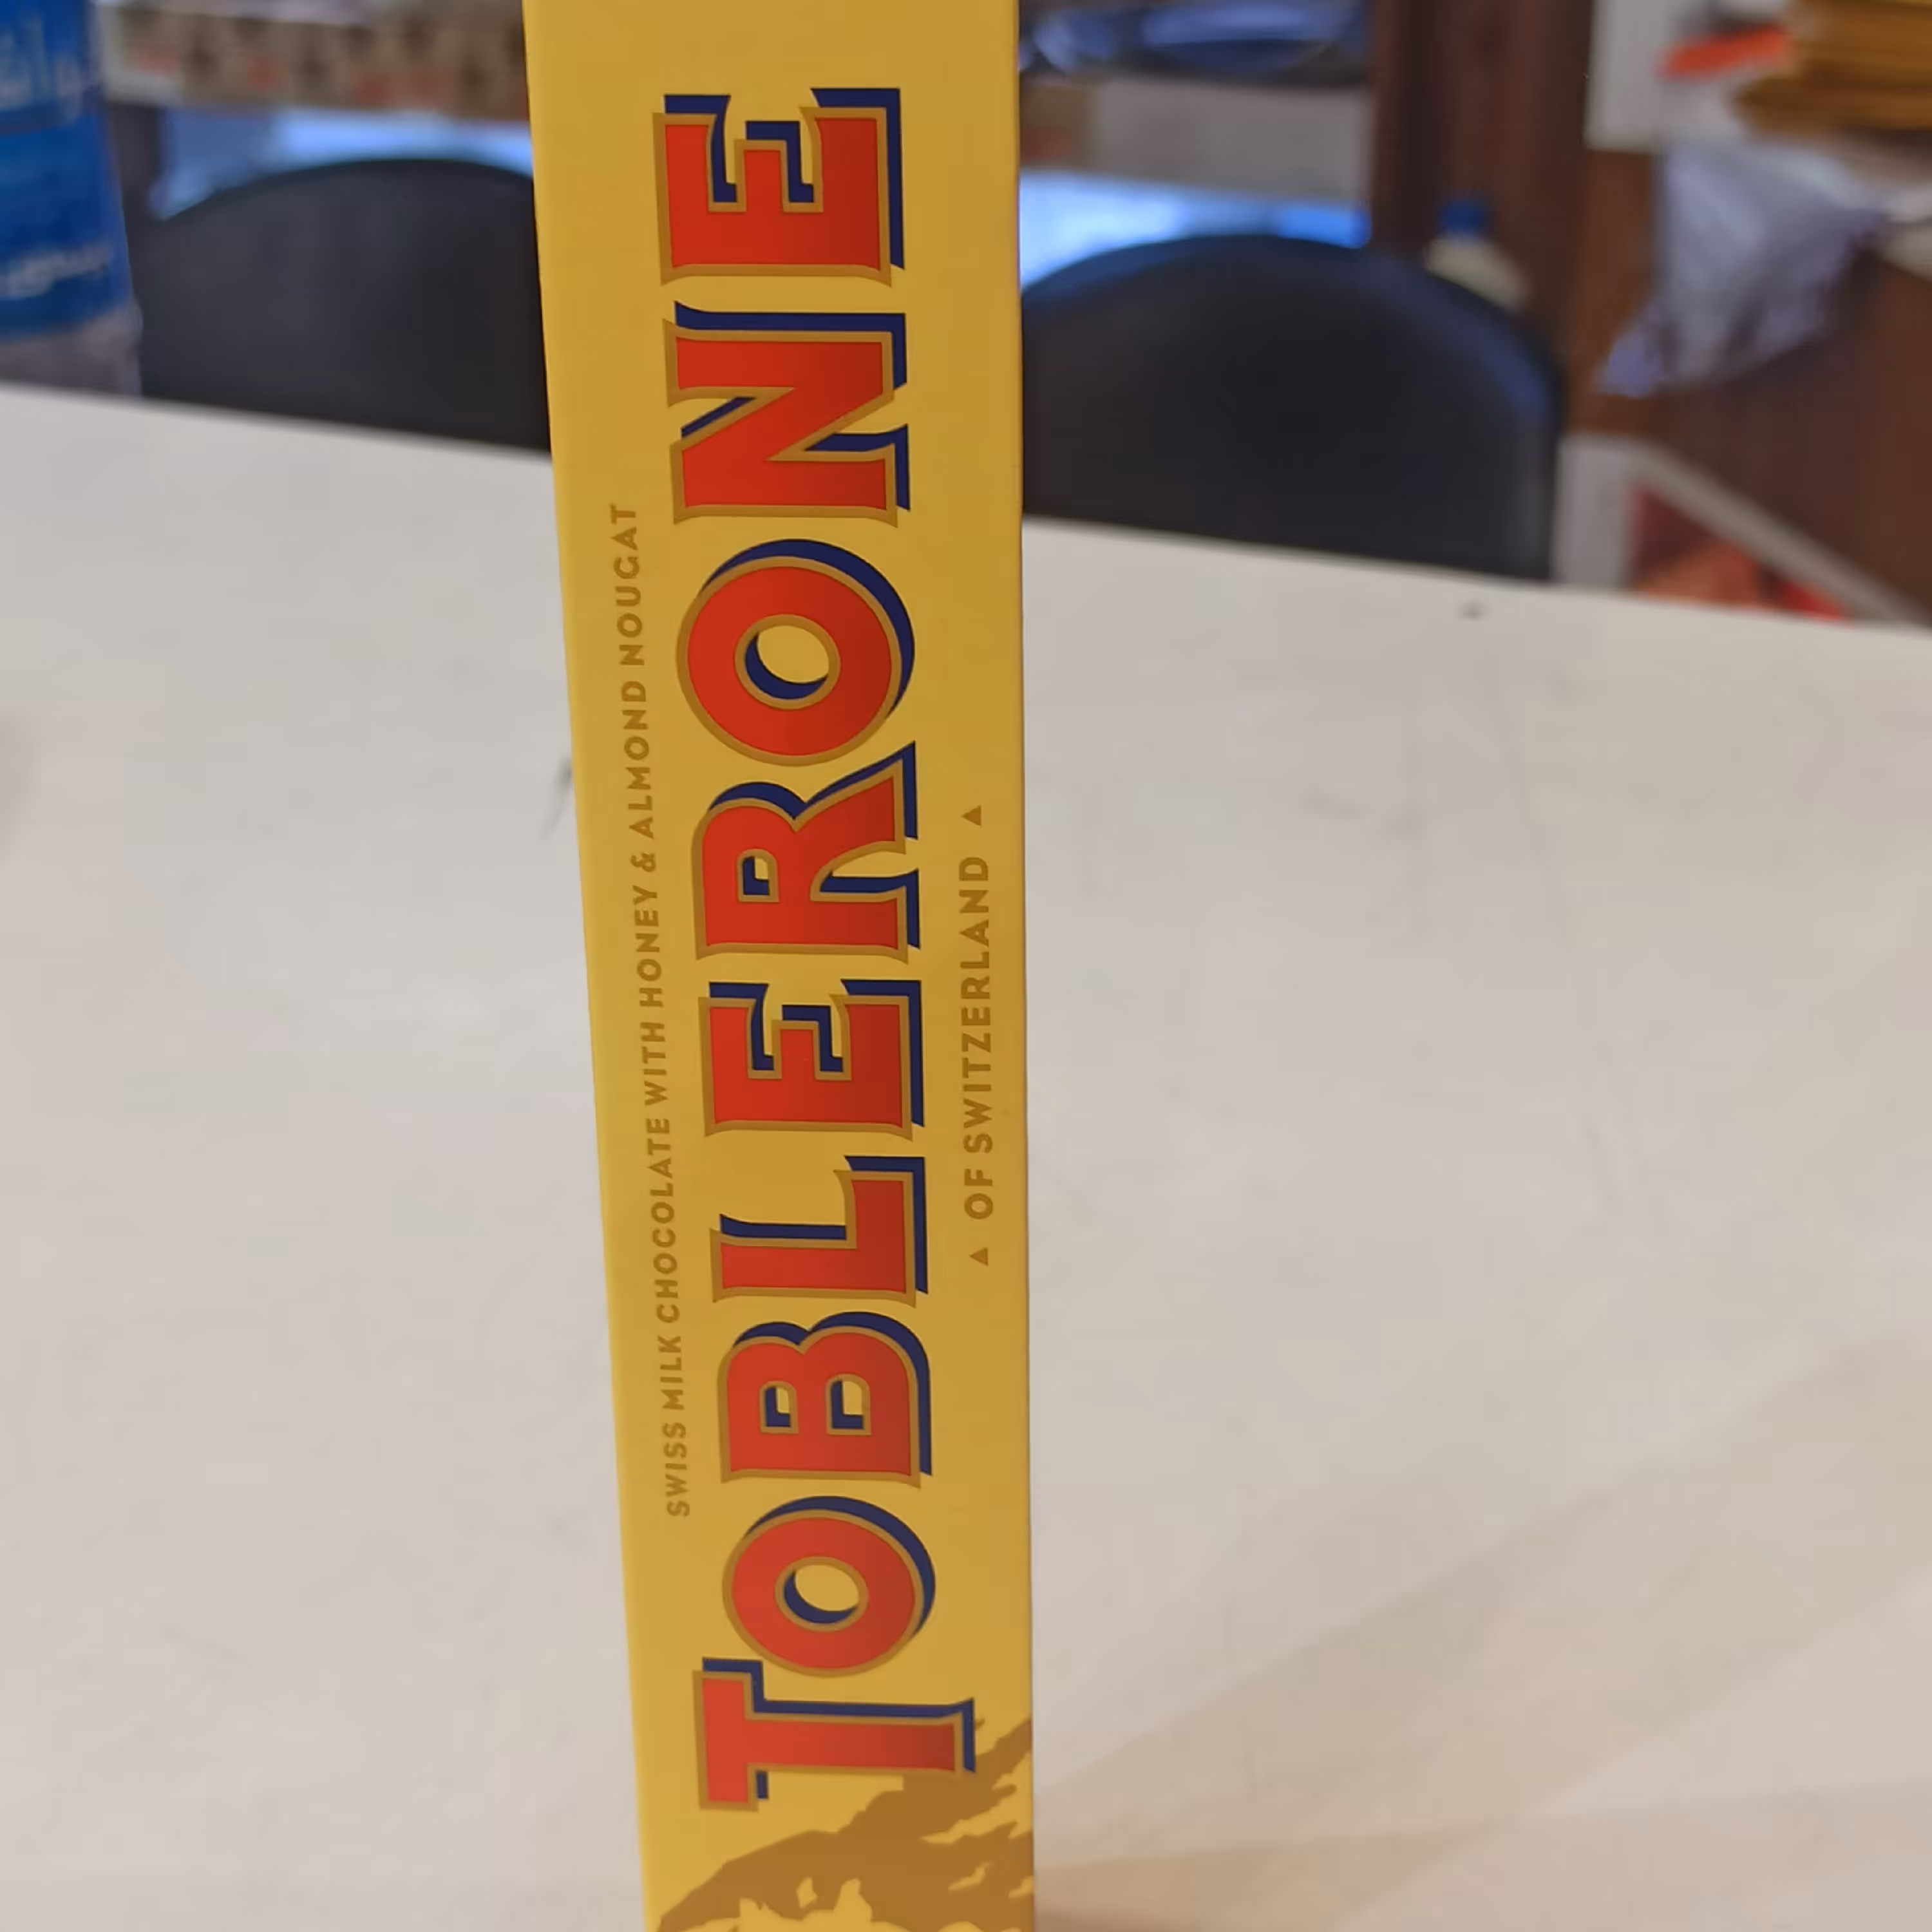 SWISS MILK CHOCOLATE WITH HONEY & ALMOND NOUGAT
TOBLERONE
▲ OF SWITZERLAND ▲